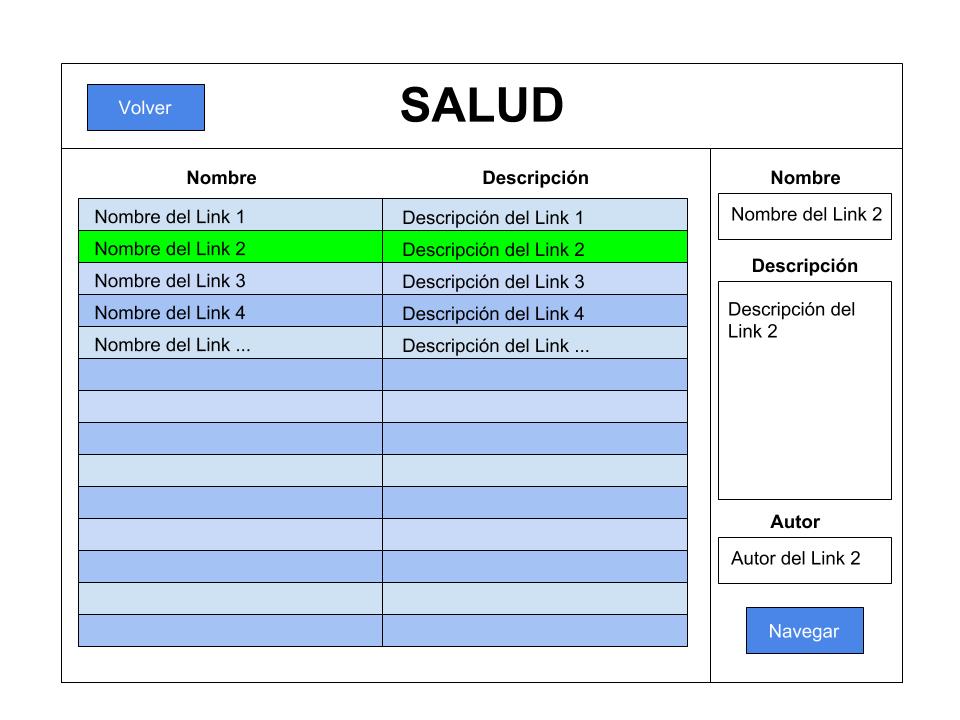 Volver
SALUD
Nombre Descripción
Nombre del Link 1 Descripción del Link 1
Nombre del Link 2 Descripción del Link 2
Nombre del Link 3 Descripción del Link 3
Nombre del Link 4 Descripción del Link 4
Nombre del Link ... Descripción del Link ...
Nombre
Nombre del Link 2
Descripción
Descripción del
Link 2
Autor
Autor del Link 2
Navegar